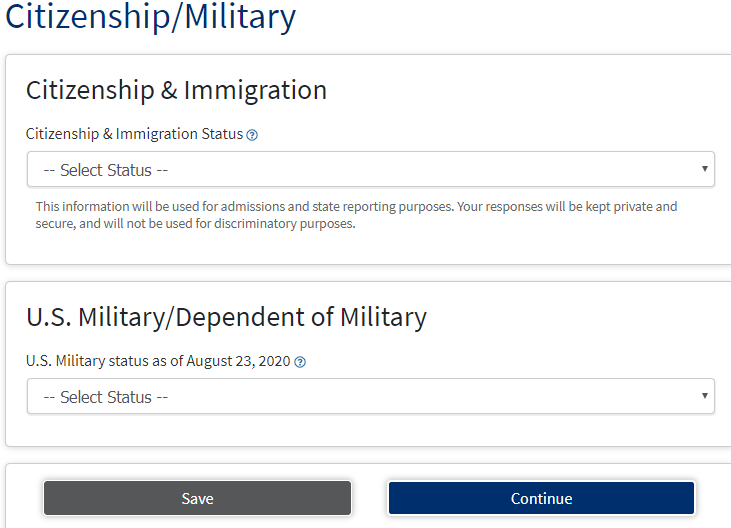 Citizenship/Military
Citizenship & Immigration
Citizenship & Immigration Status ?
-- Select Status --
This information will be used for admissions and state reporting purposes. Your responses will be kept private and
secure, and will not be used for discriminatory purposes.
U.S. Military/Dependent of Military
U.S. Military status as of August 23, 2020 ?
-- Select Status --
Save
Continue